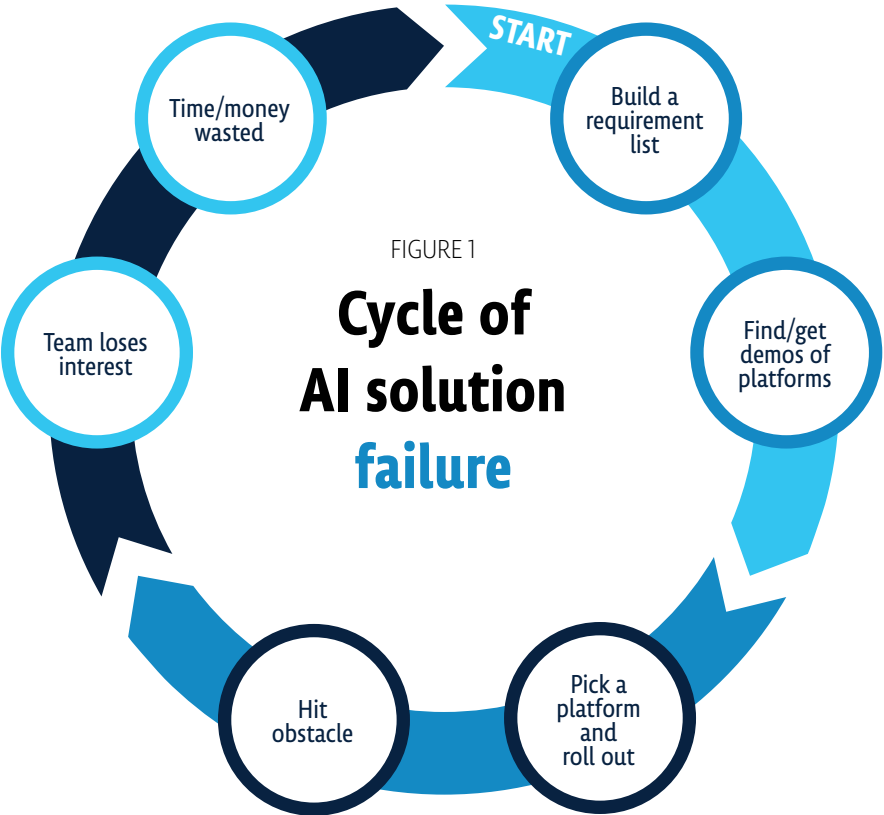 START
Build a
requirement
list
Find/get
demos of
platforms
Pick a
platform
and
roll out
Hit
obstacle
Team loses
interest
Time/money
wasted
FIGURE 1
Cycle of
AI solution
failure